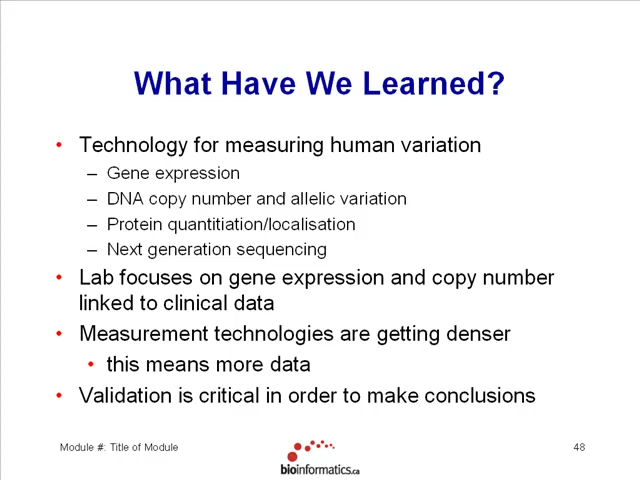 What Have We Learned?
• Technology for measuring human variation
– Gene expression
– DNA copy number and allelic variation
– Protein quantitiation/localisation
– Next generation sequencing
• Lab focuses on gene expression and copy number
linked to clinical data
• Measurement technologies are getting denser
• this means more data
• Validation is critical in order to make conclusions
Module #: Title of Module
bioinformatics.ca
48